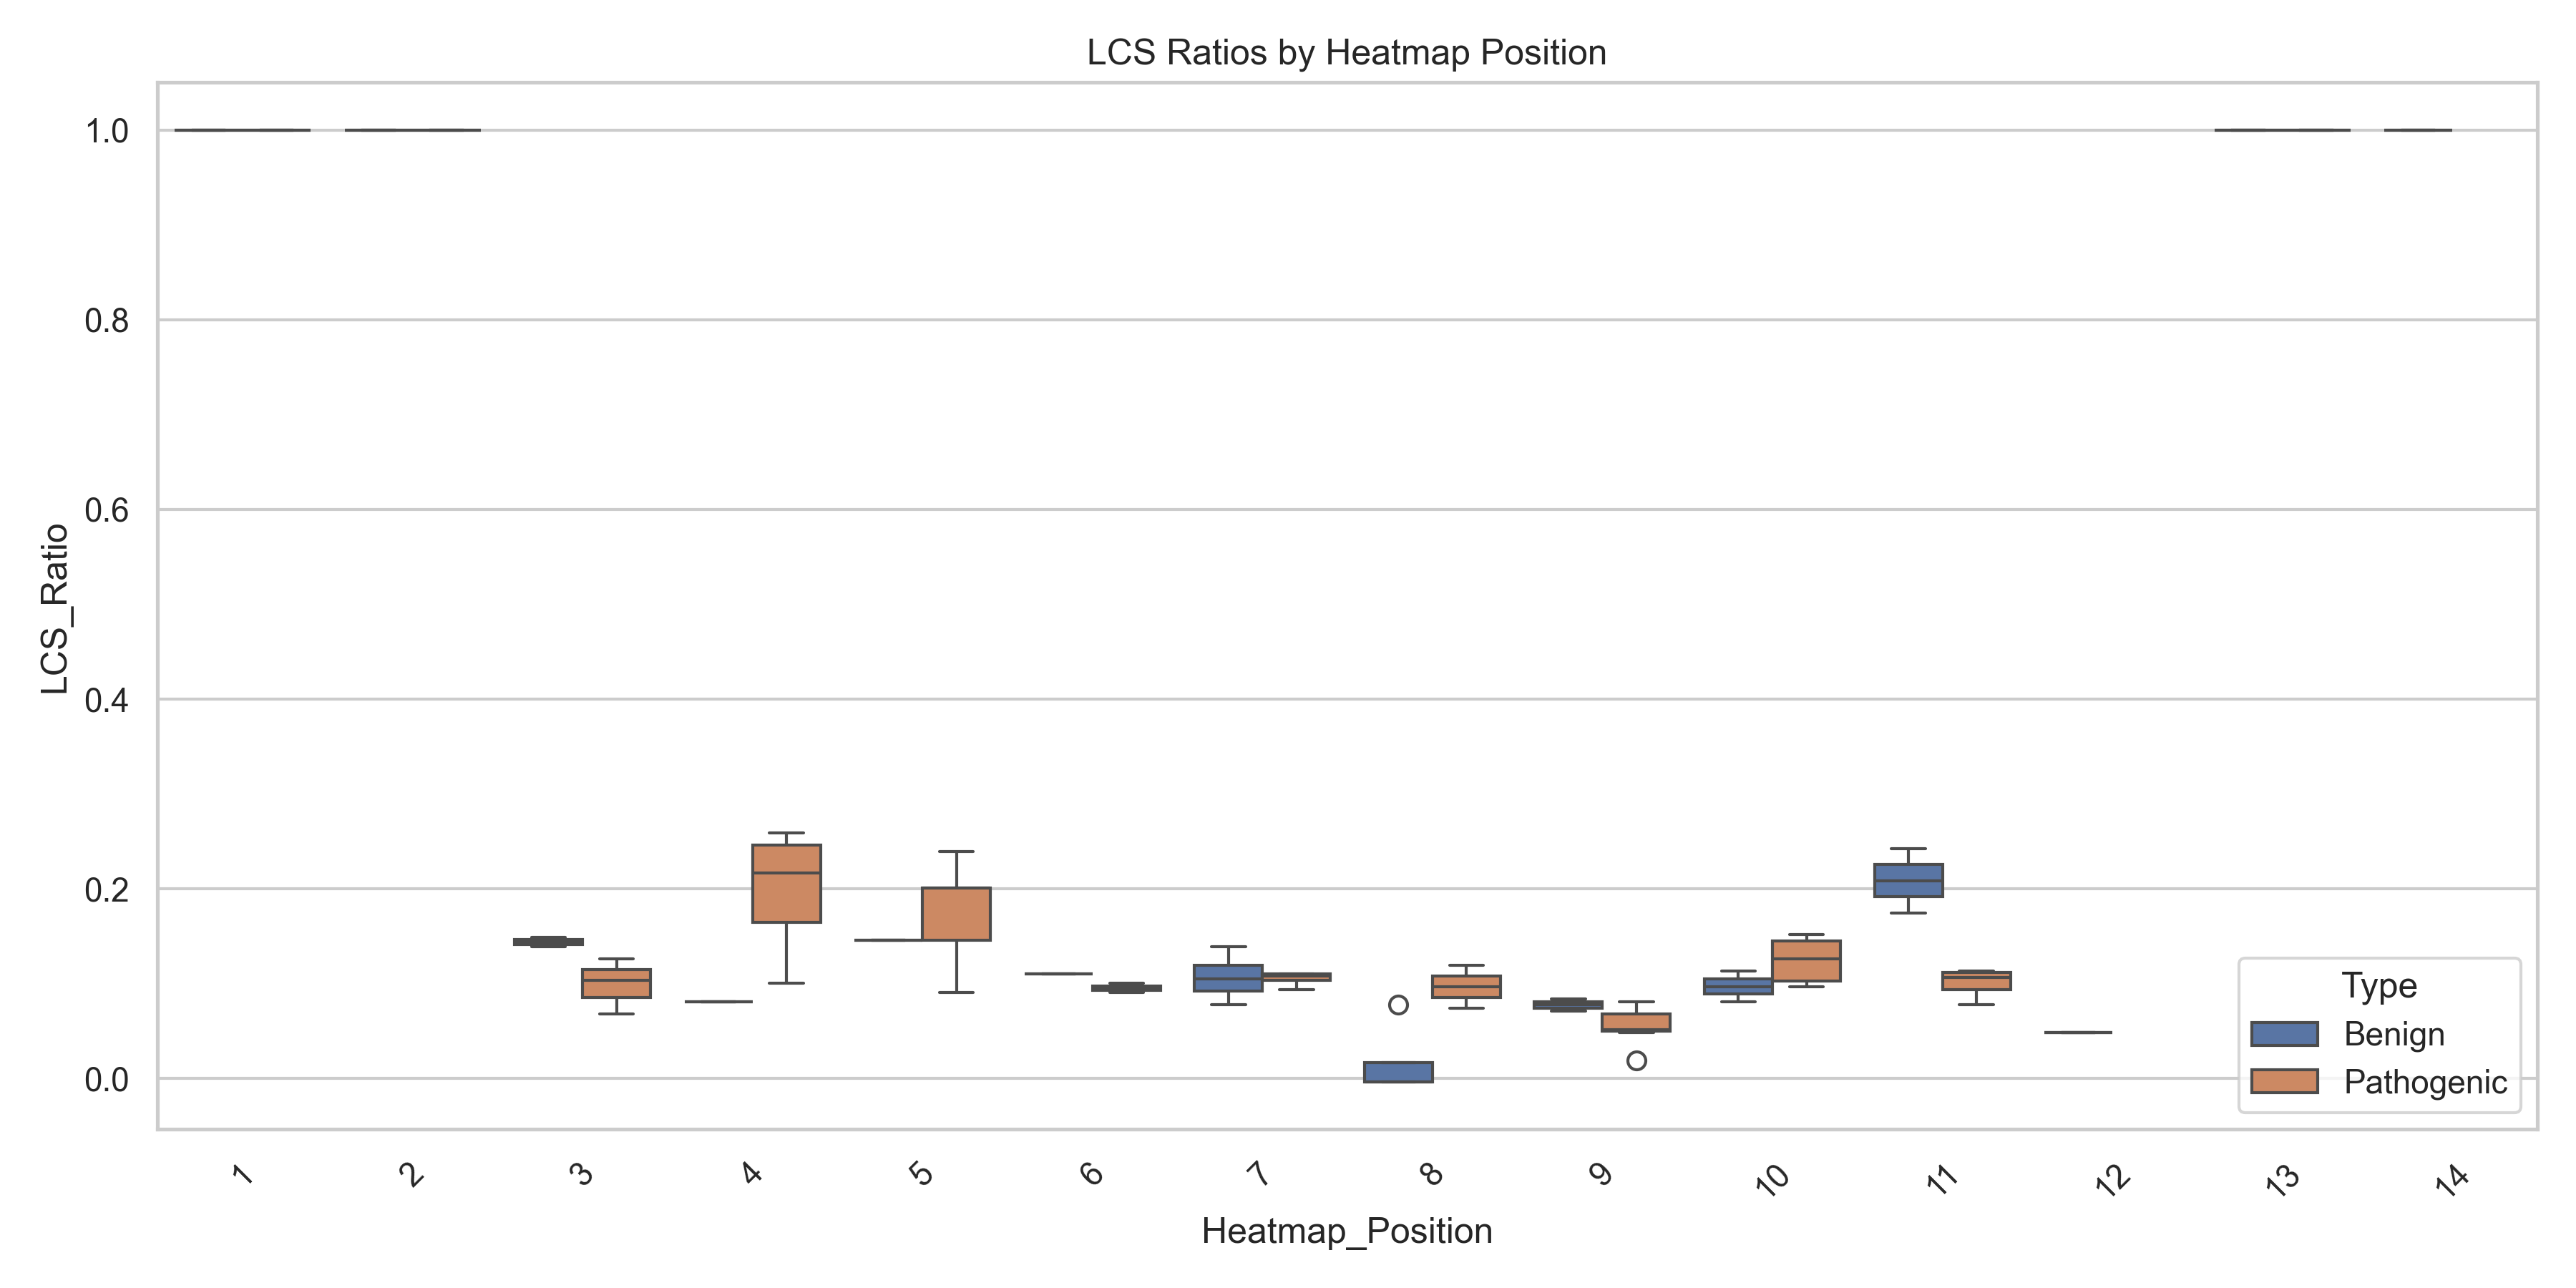 LCS Ratios by Heatmap Position
LCS_Ratio
1.0
0.8
0.6
0.4
0.2
0.0
1 2 3 4 5 6 7 8 9 10 11 12 13 14
Heatmap_Position
Type
Benign
Pathogenic